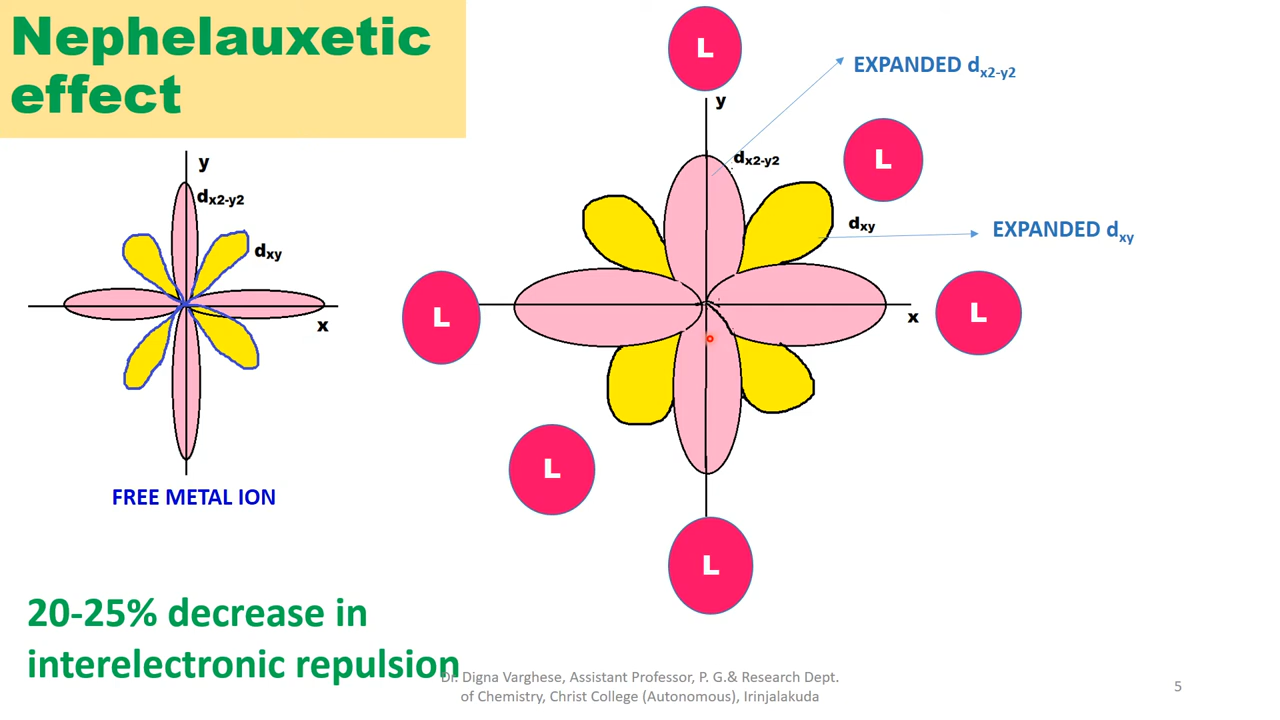 Nephelauxetic
effect
y
dx2-y2
dxy
x
FREE METAL ION
20-25% decrease in
interelectronic repulsion
L
y
EXPANDED dx2-y2
dx2-y2
L
dxy
EXPANDED dxy
L
x
L
L
L
Dr. Digna Varghese, Assistant Professor, P. G.& Research Dept.
of Chemistry, Christ College (Autonomous), Irinjalakuda
5